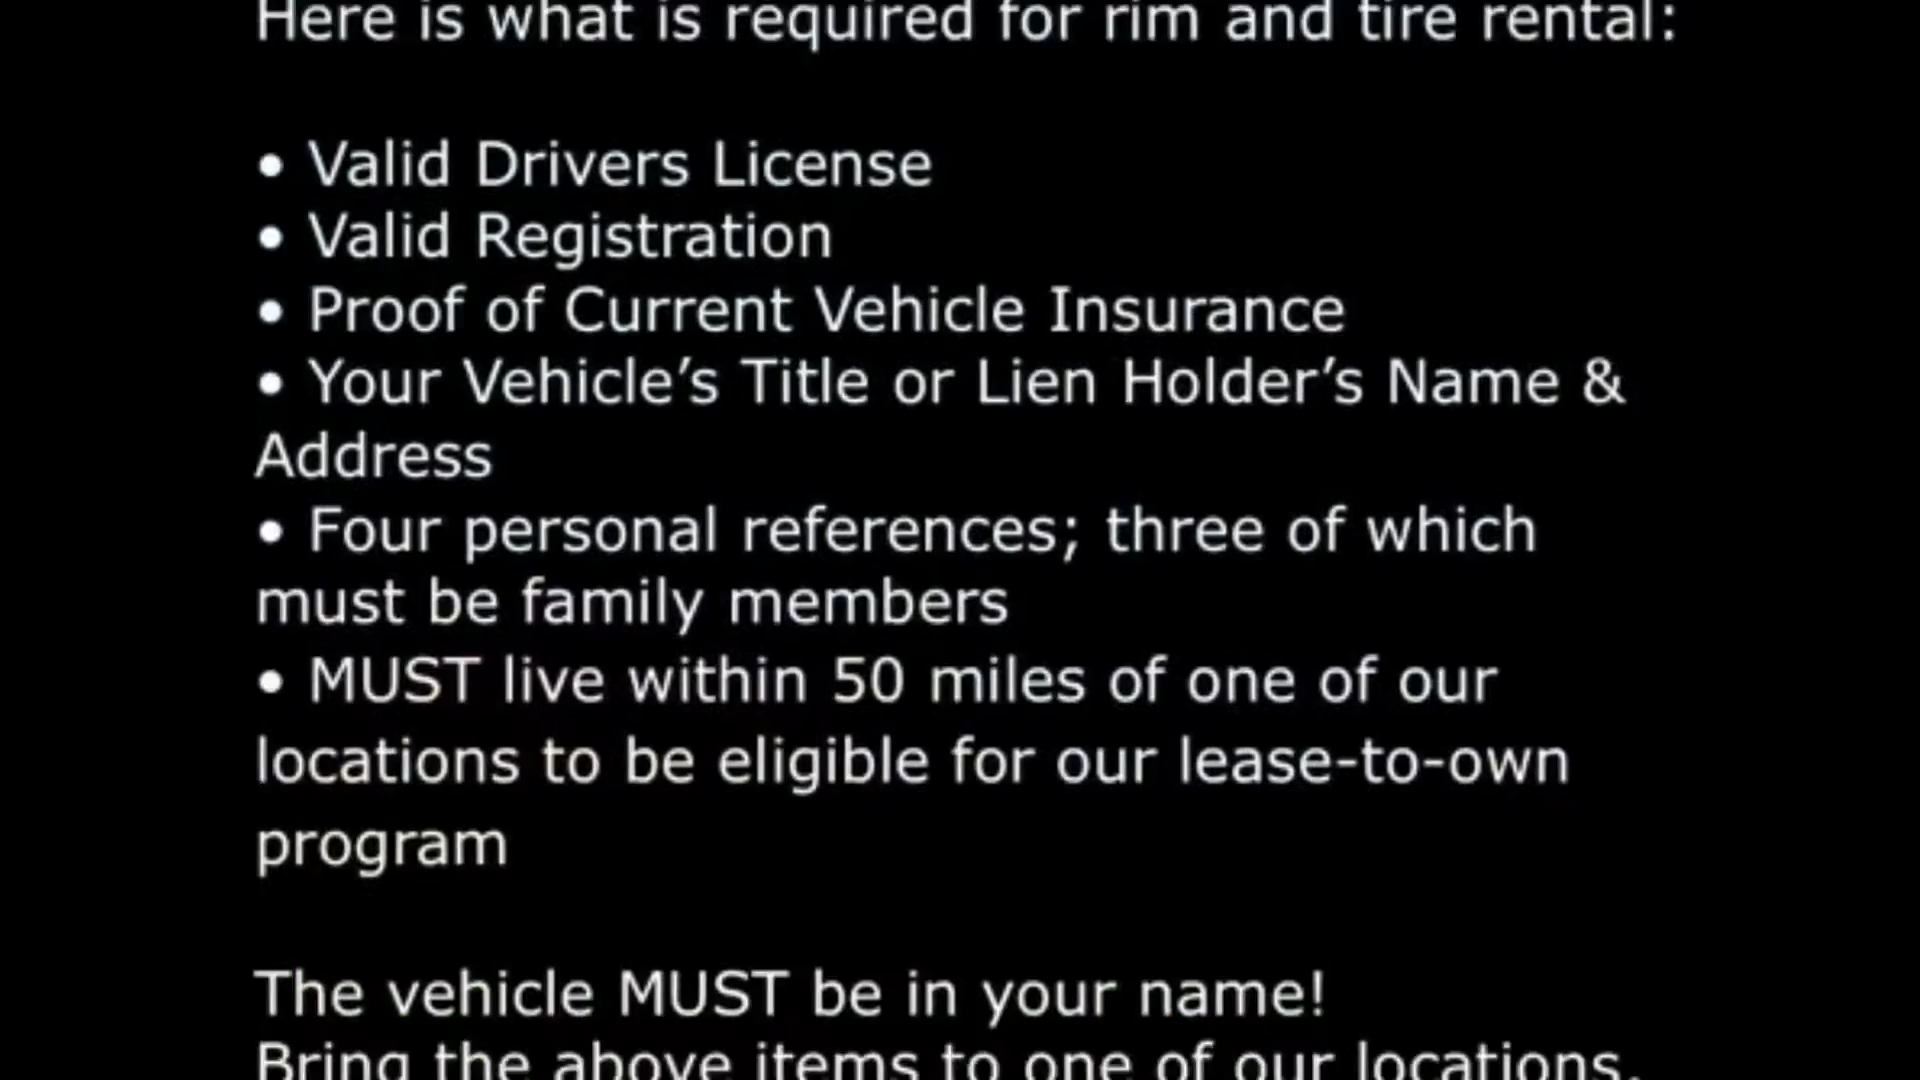 Here is what is required for rim and tire rental:
• Valid Drivers License
• Valid Registration
• Proof of Current Vehicle Insurance
• Your Vehicle’s Title or Lien Holder’s Name &
Address
• Four personal references; three of which
must be family members
• MUST live within 50 miles of one of our
locations to be eligible for our lease-to-own
program
The vehicle MUST be in your name!
Bring the above items to one of our locations.